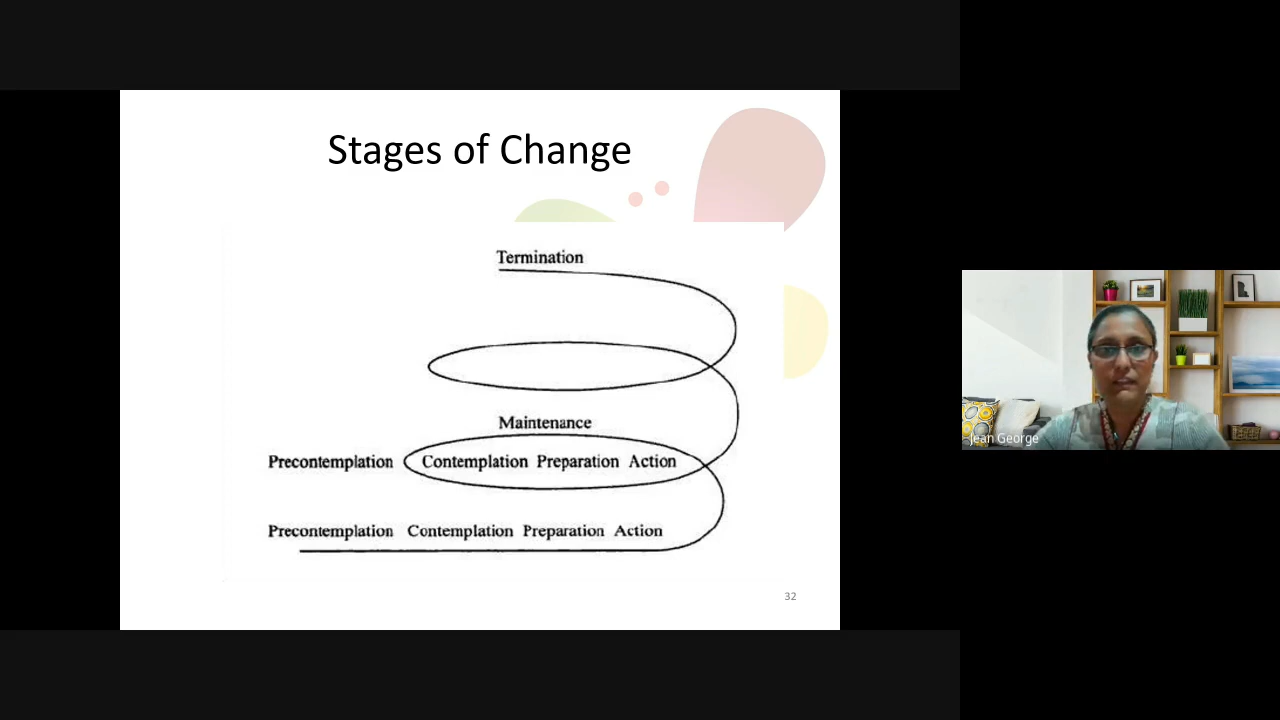 Stages of Change
Termination
Maintenance
Precontemplation Contemplation Preparation Action
Precontemplation Contemplation Preparation Action
32
Jean George